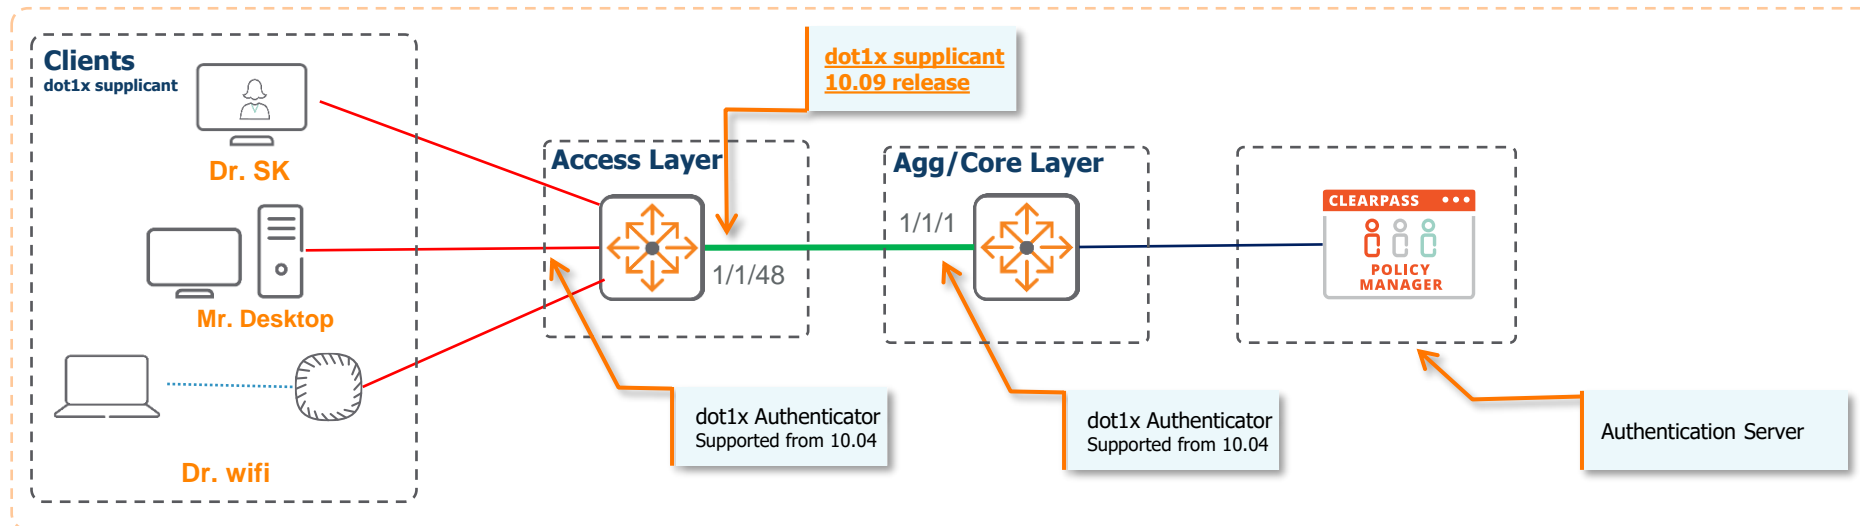 Clients
dot1x supplicant
Dr. SK
Mr. Desktop
Dr. wifi
dot1x supplicant
10.09 release
Access Layer
1/1/48
dot1x Authenticator
Supported from 10.04
Agg/Core Layer
1/1/1
dot1x Authenticator
Supported from 10.04
CLEARPASS
POLICY
MANAGER
Authentication Server